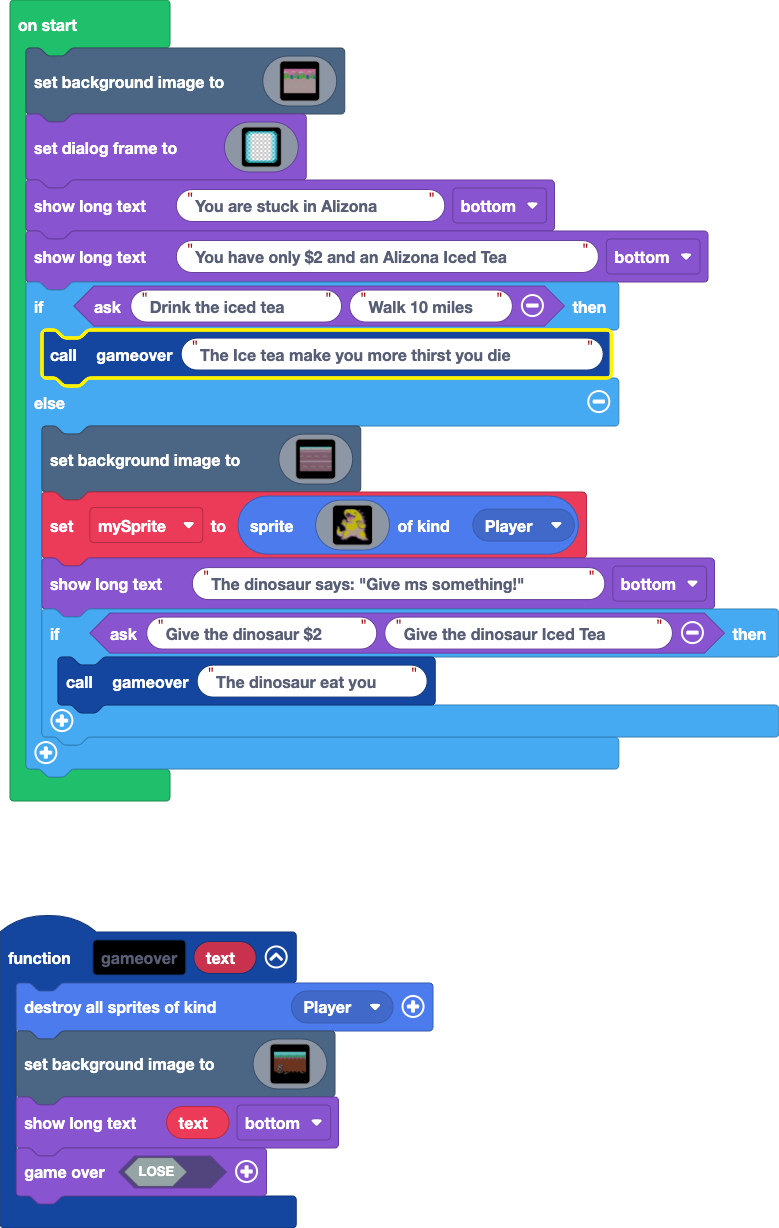 on start
set background image to
set dialog frame to
show long text "You are stuck in Alizona" bottom
show long text "You have only $2 and an Alizona Iced Tea" bottom
if ask "Drink the iced tea" "Walk 10 miles" then
call gameover "The Ice tea make you more thirst you die"
else
set background image to
set mySprite to sprite of kind Player
show long text "The dinosaur says: "Give ms something!"" bottom
if ask "Give the dinosaur $2" "Give the dinosaur Iced Tea" then
call gameover "The dinosaur eat you"
function gameover text
destroy all sprites of kind Player
set background image to
show long text text bottom
game over LOSE